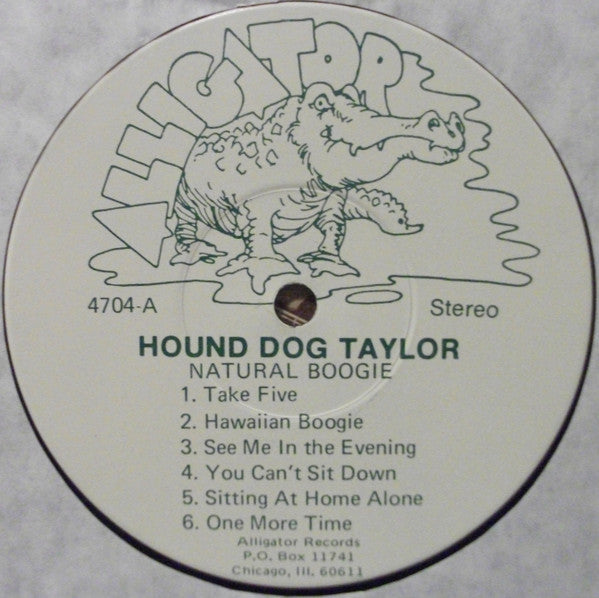 ALLIGATOR
4704-A
Stereo
HOUND DOG TAYLOR
NATURAL BOOGIE
1. Take Five
2. Hawaiian Boogie
3. See Me In the Evening
4. You Can't Sit Down
5. Sitting At Home Alone
6. One More Time
Alligator Records
P.O. Box 11741
Chicago, Ill. 60611